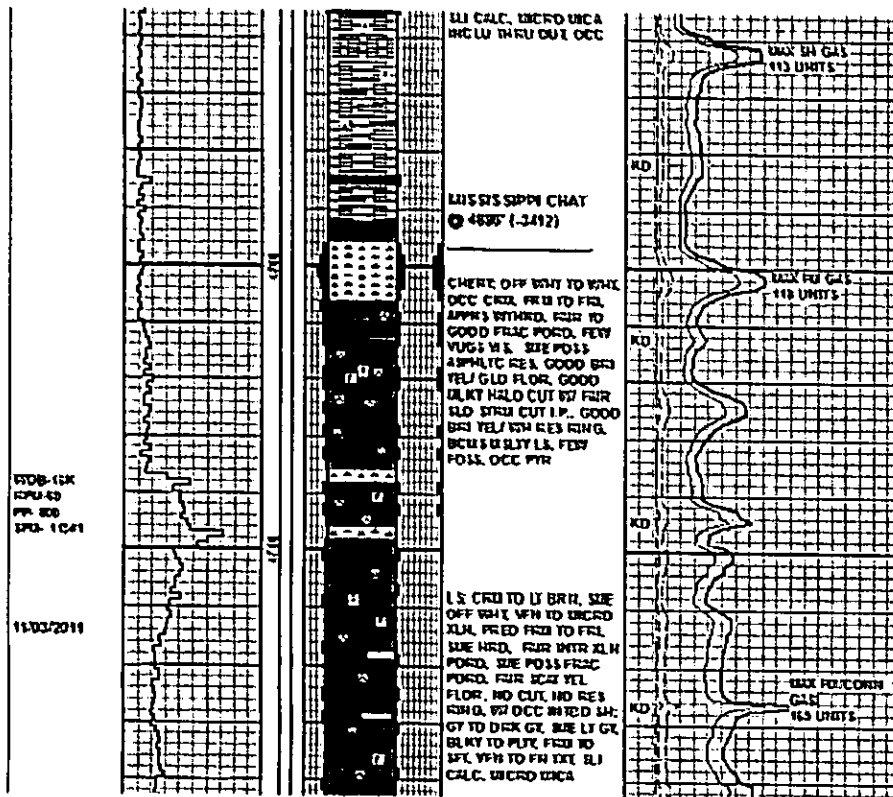 SLI CALC, MICRO MICA
INCLU THRU OUT, OCC
MAX SH GAS
113 UNITS
KD
MISSISSIPPI CHAT
@ 4695' (-3412)
4700
CHERT, OFF WHT TO WHT,
OCC CRM, FRM TO FRI,
APPRS WTHRD, FAIR TO
GOOD FRAC PORO, FEW
VUGS VIS, SME POSS
ASPHLTC RES, GOOD BRI
YEL/ GLD FLOR, GOOD
MLKY HALO CUT W/ FAIR
SLO STRM CUT I.P., GOOD
BRI YEL/ WH RES RING,
BCMS MSLTY LS, FEW
FOSS, OCC PYR
MAX FM GAS
118 UNITS
KD
WOB-15K
RPM-60
PP- 800
KD
11/03/2011
LS: CRM TO LT BRN, SME
OFF WHT, VFN TO MICRO
XLN, PRED FRM TO FRI,
SME HRD, FAIR INTR XLN
PORO, SME POSS FRAC
PORO, FAIR SCAT YEL
FLOR, NO CUT, NO RES
RING, W/ OCC INTBD SH:
GY TO DRK GY, SME LT GY,
BLKY TO PLTY, FRM TO
SFT, VFN TO FN TXT, SLI
CALC, MICRO MICA
MAX FM/CONN
GAS
165 UNITS
KD